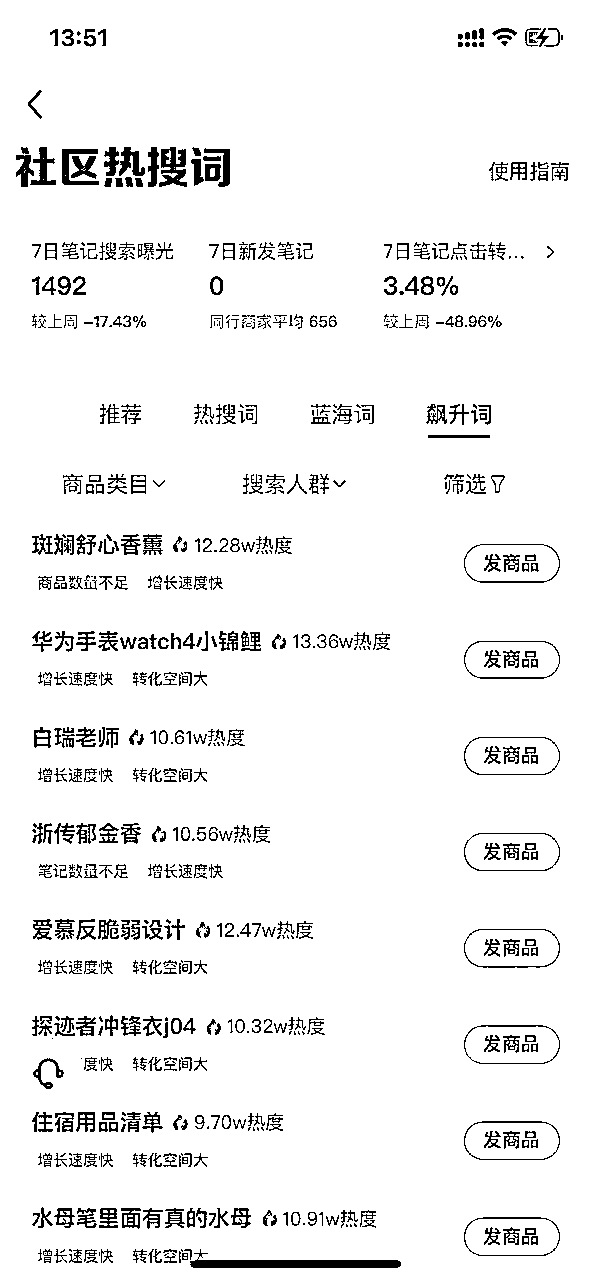 13:51
社区热搜词
使用指南
7日笔记搜索曝光 7日新发笔记 7日笔记点击转...
1492 0 3.48%
较上周 -17.43% 同行商家平均 656 较上周 -48.96%
推荐 热搜词 蓝海词 飙升词
商品类目 搜索人群 筛选
斑斓舒心香薰 12.28w热度
发商品
商品数量不足 增长速度快
华为手表watch4小锦鲤 13.36w热度
发商品
增长速度快 转化空间大
白瑞老师 10.61w热度
发商品
增长速度快 转化空间大
浙传郁金香 10.56w热度
发商品
笔记数量不足 增长速度快
爱慕反脆弱设计 12.47w热度
发商品
增长速度快 转化空间大
探迹者冲锋衣j04 10.32w热度
发商品
度快 转化空间大
住宿用品清单 9.70w热度
发商品
增长速度快 转化空间大
水母笔里面有真的水母 10.91w热度
发商品
增长速度快 转化空间大